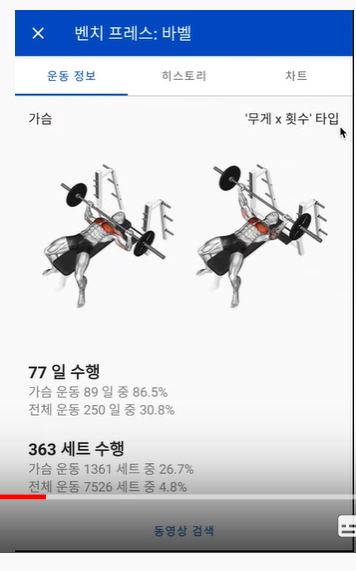 벤치 프레스: 바벨
운동 정보 히스토리 차트
가슴 '무게 x 횟수' 타입
77 일 수행
가슴 운동 89 일 중 86.5%
전체 운동 250 일 중 30.8%
363 세트 수행
가슴 운동 1361 세트 중 26.7%
전체 운동 7526 세트 중 4.8%
동영상 검색